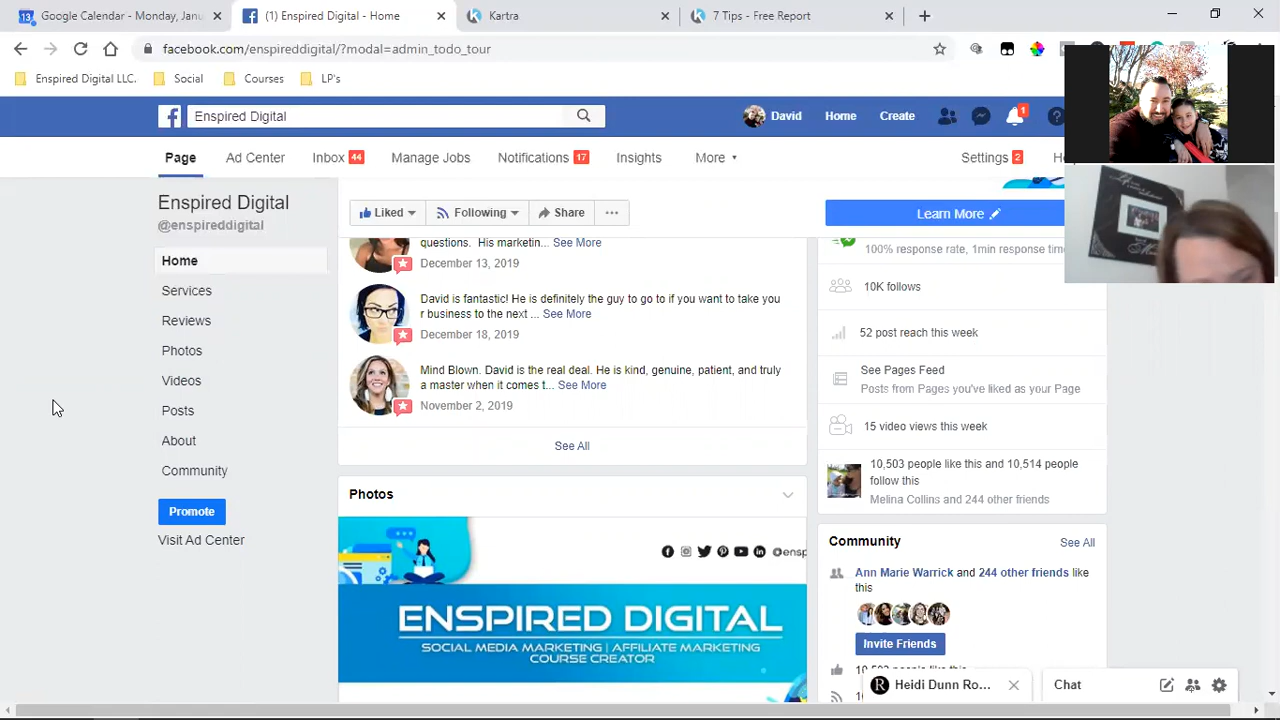 Google Calendar - Monday, Janu
(1) Enspired Digital - Home
Kartra
7 Tips - Free Report
facebook.com/enspireddigital/?modal=admin_todo_tour
Enspired Digital LLC.
Social
Courses
LP's
Enspired Digital
David
Home
Create
1
Page
Ad Center
Inbox 44
Manage Jobs
Notifications 17
Insights
More
Settings 2
Enspired Digital
@enspireddigital
Home
Services
Reviews
Photos
Videos
Posts
About
Community
Promote
Visit Ad Center
Liked
Following
Share
Learn More
questions. His marketin... See More
December 13, 2019
David is fantastic! He is definitely the guy to go to if you want to take you
r business to the next ... See More
December 18, 2019
Mind Blown. David is the real deal. He is kind, genuine, patient, and truly
a master when it comes t... See More
November 2, 2019
See All
Photos
@ensp
ENSPIRED DIGITAL
SOCIAL MEDIA MARKETING | AFFILIATE MARKETING
COURSE CREATOR
100% response rate, 1min response time
10K follows
52 post reach this week
See Pages Feed
Posts from Pages you've liked as your Page
15 video views this week
10,503 people like this and 10,514 people
follow this
Melina Collins and 244 other friends
Community
See All
Ann Marie Warrick and 244 other friends like
this
Invite Friends
10,503 people like this
Heidi Dunn Ro...
Chat